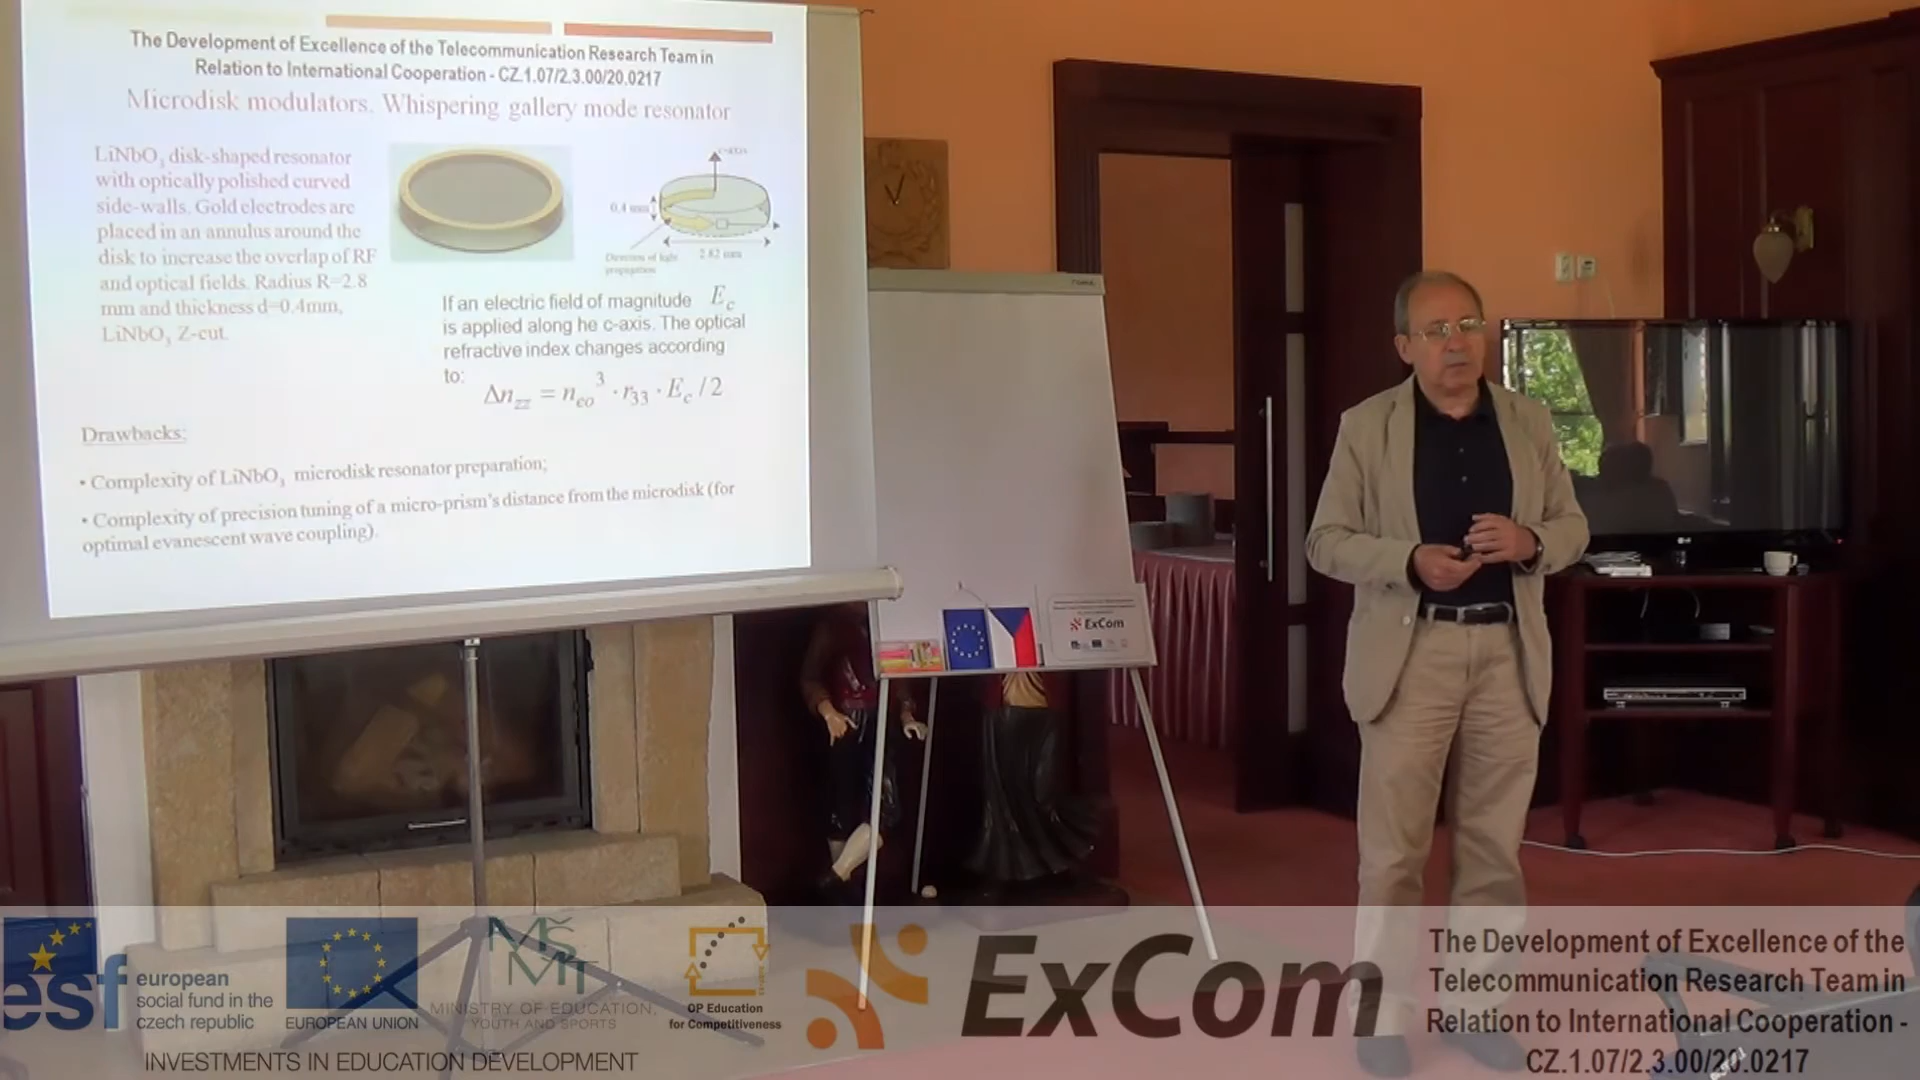 The Development of Excellence of the Telecommunication Research Team in
Relation to International Cooperation - CZ.1.07/2.3.00/20.0217
Microdisk modulators. Whispering gallery mode resonator
LiNbO₃ disk-shaped resonator
with optically polished curved
side-walls. Gold electrodes are
placed in an annulus around the
disk to increase the overlap of RF
and optical fields. Radius R=2.8
mm and thickness d=0.4mm,
LiNbO₃ Z-cut.
0.4 mm
2.82 mm
Direction of light
propagation
If an electric field of magnitude E_c
is applied along he c-axis. The optical
refractive index changes according
to:
Δn_zz = n_eo³ · r₃₃ · E_c / 2
Drawbacks:
• Complexity of LiNbO₃ microdisk resonator preparation;
• Complexity of precision tuning of a micro-prism's distance from the microdisk (for
optimal evanescent wave coupling).
ExCom
LG
esf
european
social fund in the
czech republic
EUROPEAN UNION
MŠMT
MINISTRY OF EDUCATION,
YOUTH AND SPORTS
OP Education
for Competitiveness
INVESTMENTS IN EDUCATION DEVELOPMENT
ExCom
The Development of Excellence of the
Telecommunication Research Team in
Relation to International Cooperation -
CZ.1.07/2.3.00/20.0217